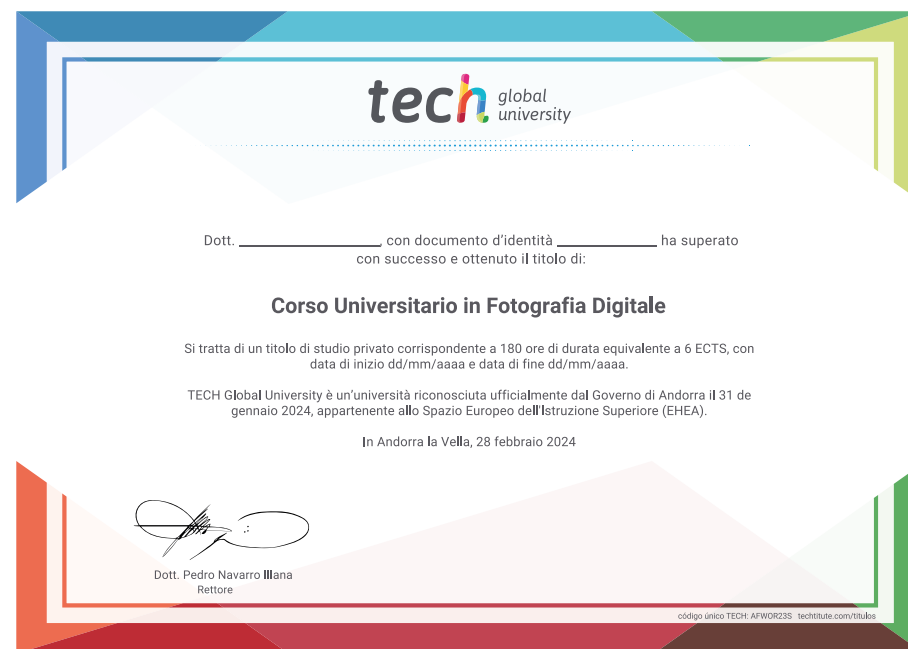 tech global
university
Dott. ____________, con documento d'identità ____________ ha superato
con successo e ottenuto il titolo di:
Corso Universitario in Fotografia Digitale
Si tratta di un titolo di studio privato corrispondente a 180 ore di durata equivalente a 6 ECTS, con
data di inizio dd/mm/aaaa e data di fine dd/mm/aaaa.
TECH Global University è un'università riconosciuta ufficialmente dal Governo di Andorra il 31 de
gennaio 2024, appartenente allo Spazio Europeo dell'Istruzione Superiore (EHEA).
In Andorra la Vella, 28 febbraio 2024
Dott. Pedro Navarro Illana
Rettore
código único TECH: AFWOR23S techtitute.com/titulos